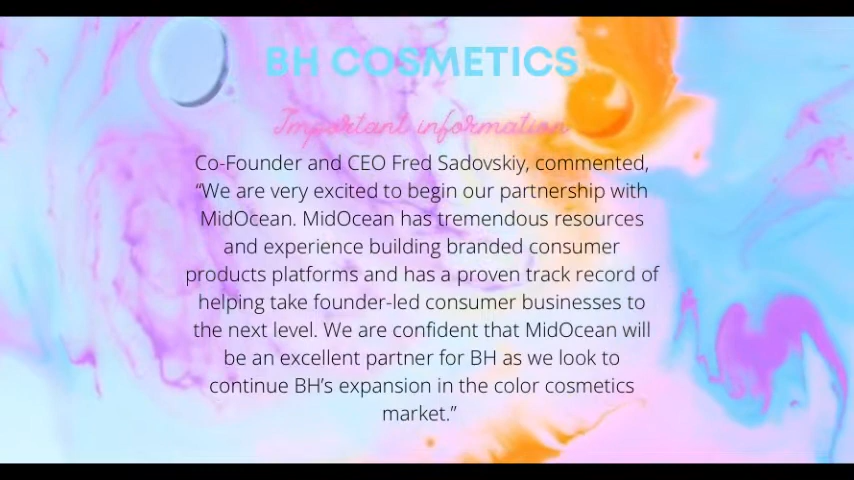 BH COSMETICS
Important information
Co-Founder and CEO Fred Sadovskiy, commented,
“We are very excited to begin our partnership with
MidOcean. MidOcean has tremendous resources
and experience building branded consumer
products platforms and has a proven track record of
helping take founder-led consumer businesses to
the next level. We are confident that MidOcean will
be an excellent partner for BH as we look to
continue BH’s expansion in the color cosmetics
market.”